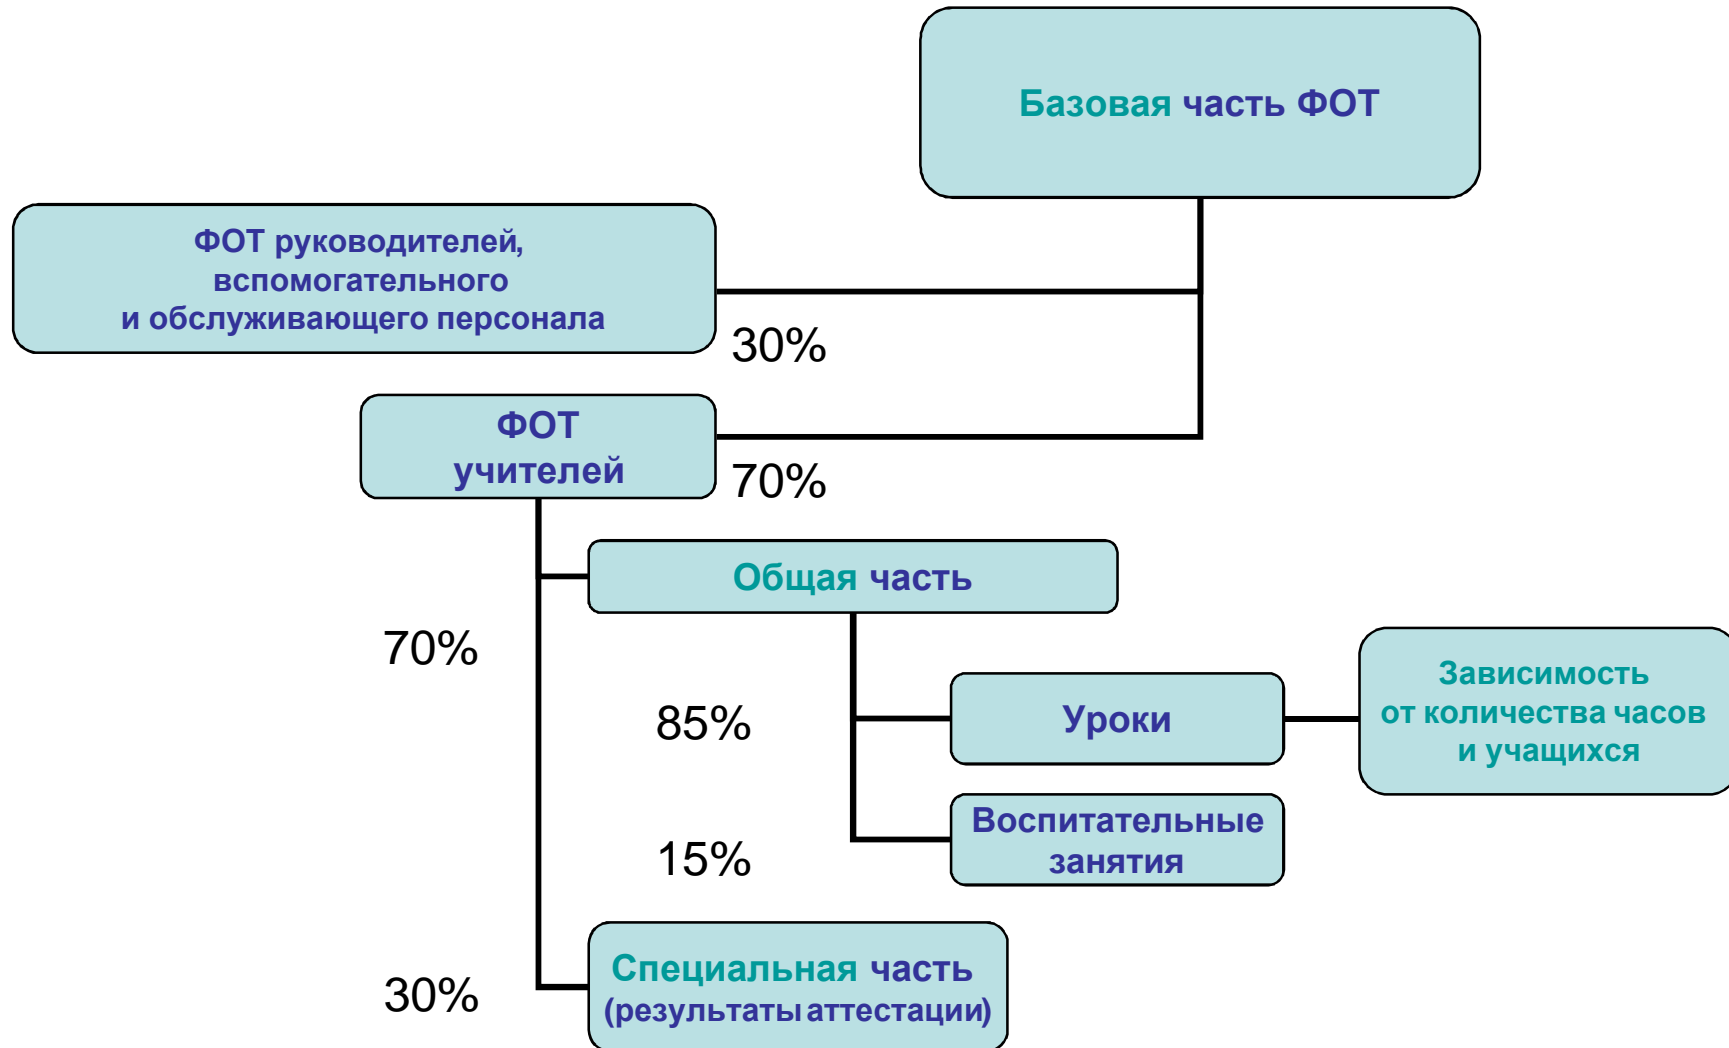 Базовая часть ФОТ
ФОТ руководителей,
вспомогательного
и обслуживающего персонала
30%
ФОТ
учителей
70%
Общая часть
70%
85%
Уроки
Зависимость
от количества часов
и учащихся
15%
Воспитательные
занятия
30%
Специальная часть
(результаты аттестации)